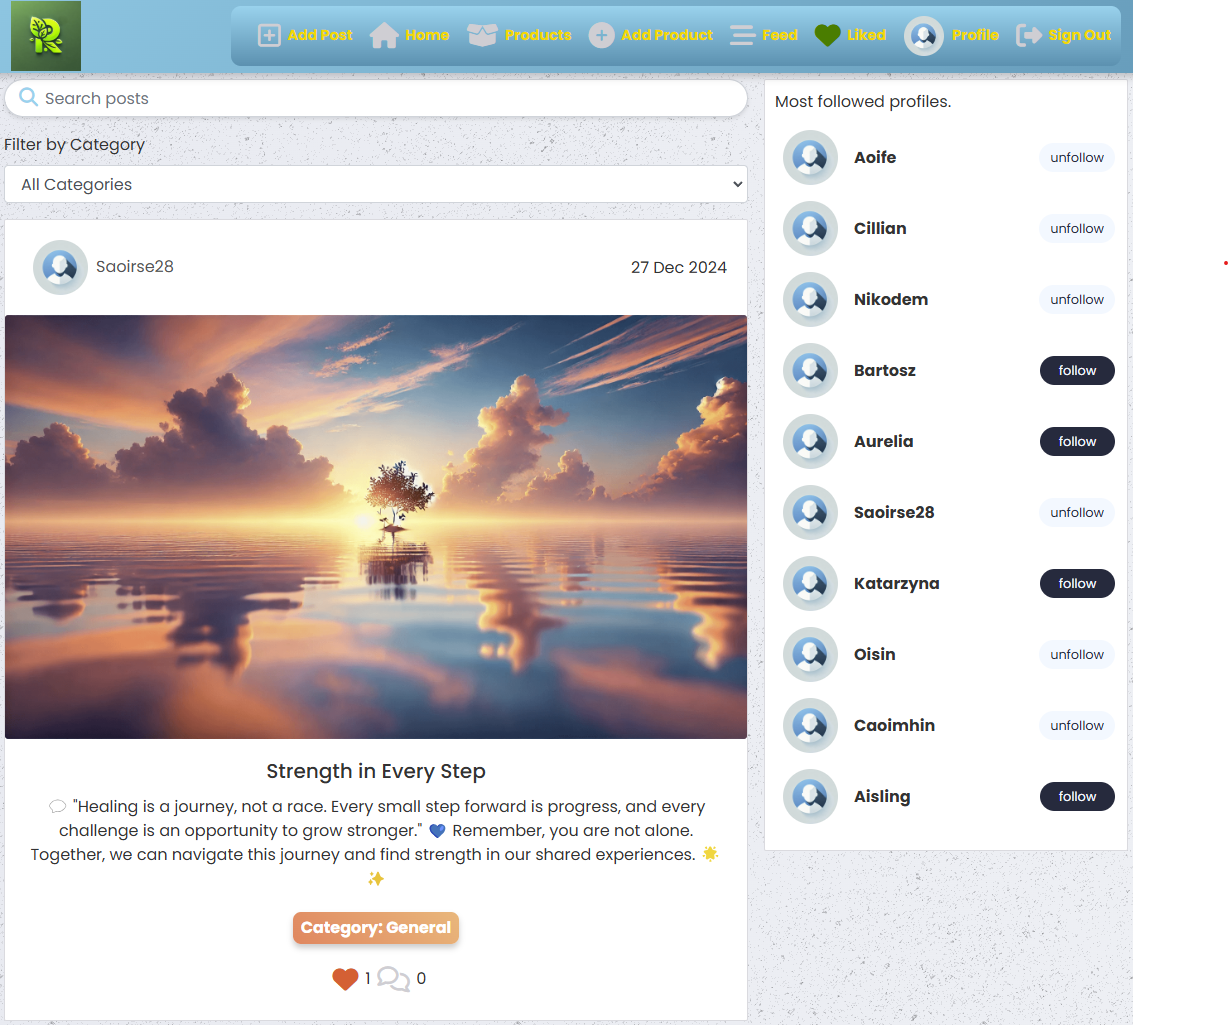 R
Add Post Home Products Add Product Feed Liked Profile Sign Out
Search posts
Filter by Category
All Categories
Saoirse28
27 Dec 2024
Strength in Every Step
"Healing is a journey, not a race. Every small step forward is progress, and every
challenge is an opportunity to grow stronger." 💙 Remember, you are not alone.
Together, we can navigate this journey and find strength in our shared experiences. 🌟
✨
Category: General
1 0
Most followed profiles.
Aoife unfollow
Cillian unfollow
Nikodem unfollow
Bartosz follow
Aurelia follow
Saoirse28 unfollow
Katarzyna follow
Oisin unfollow
Caoimhin unfollow
Aisling follow